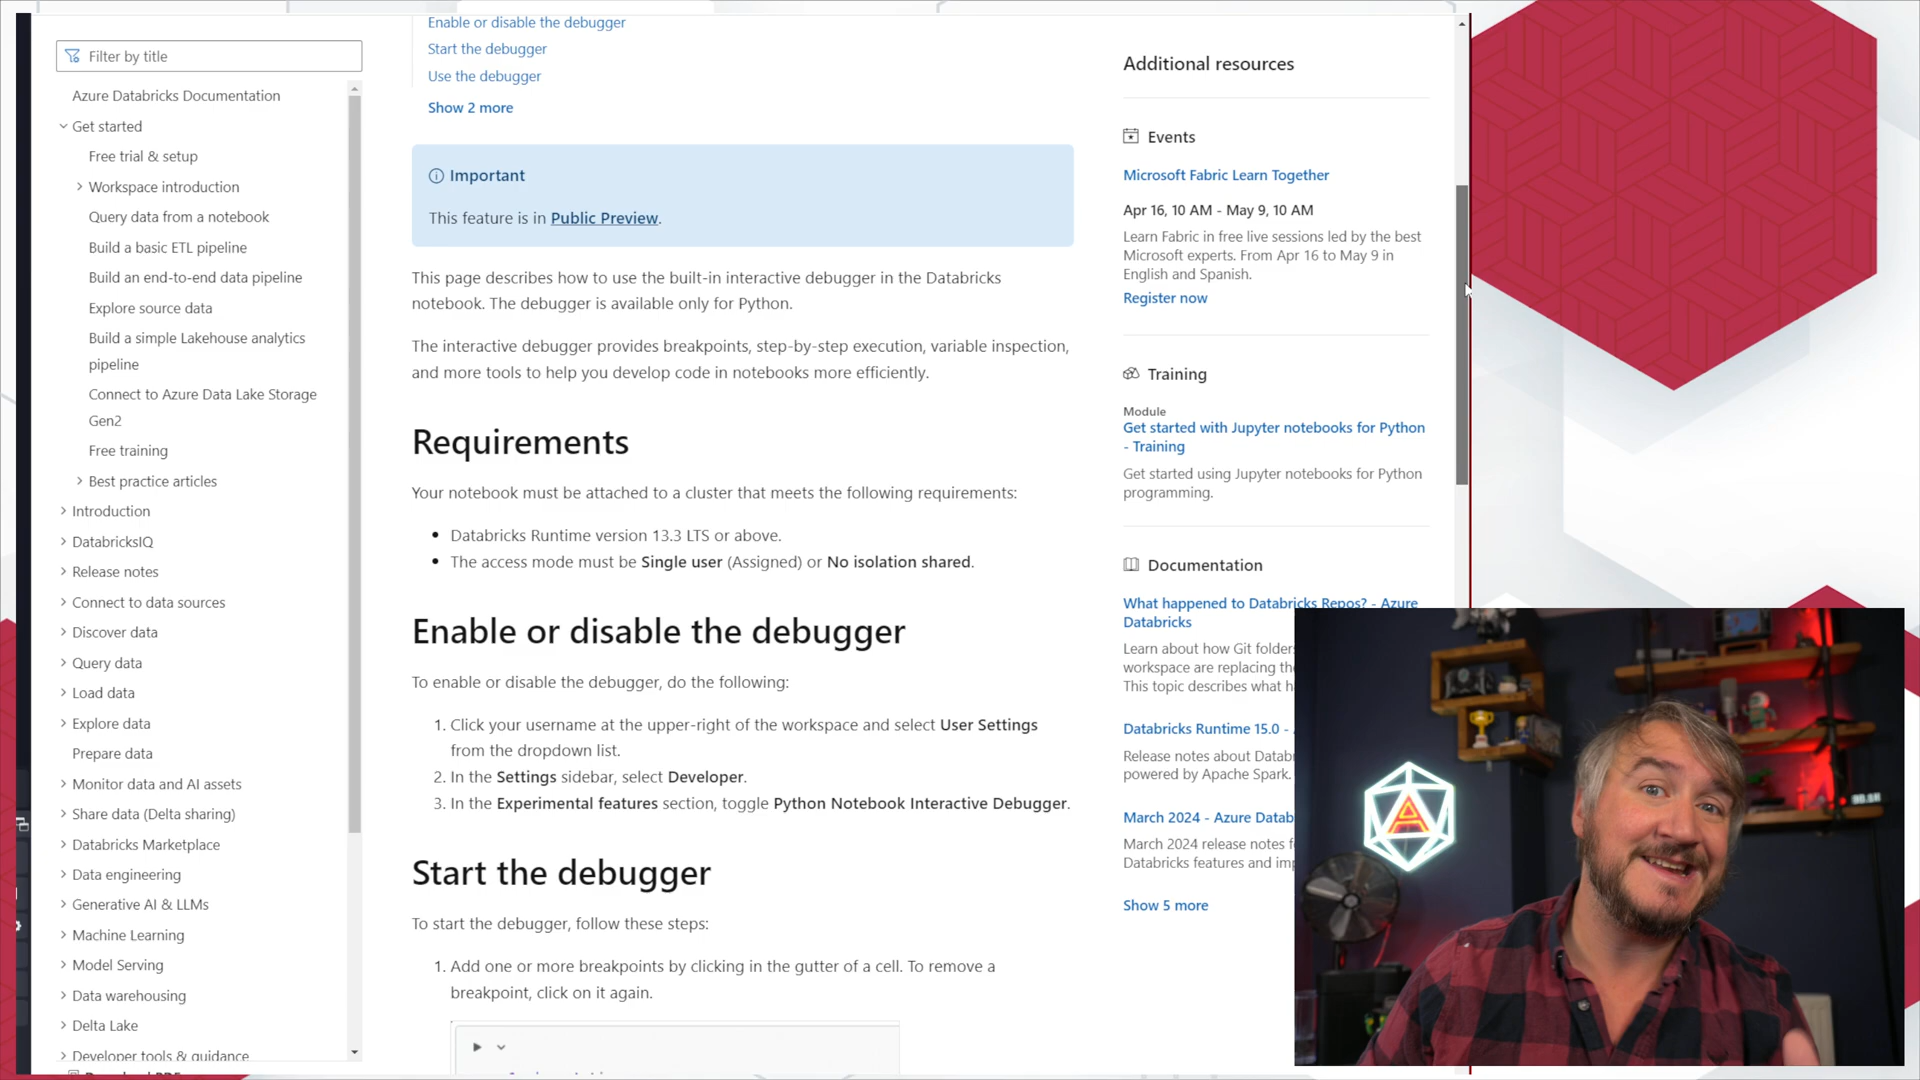 Filter by title
Azure Databricks Documentation
Get started
Free trial & setup
Workspace introduction
Query data from a notebook
Build a basic ETL pipeline
Build an end-to-end data pipeline
Explore source data
Build a simple Lakehouse analytics
pipeline
Connect to Azure Data Lake Storage
Gen2
Free training
Best practice articles
Introduction
DatabricksIQ
Release notes
Connect to data sources
Discover data
Query data
Load data
Explore data
Prepare data
Monitor data and AI assets
Share data (Delta sharing)
Databricks Marketplace
Data engineering
Generative AI & LLMs
Machine Learning
Model Serving
Data warehousing
Delta Lake
Developer tools & guidance
Enable or disable the debugger
Start the debugger
Use the debugger
Show 2 more
Important
This feature is in Public Preview.
This page describes how to use the built-in interactive debugger in the Databricks
notebook. The debugger is available only for Python.
The interactive debugger provides breakpoints, step-by-step execution, variable inspection,
and more tools to help you develop code in notebooks more efficiently.
Requirements
Your notebook must be attached to a cluster that meets the following requirements:
• Databricks Runtime version 13.3 LTS or above.
• The access mode must be Single user (Assigned) or No isolation shared.
Enable or disable the debugger
To enable or disable the debugger, do the following:
1. Click your username at the upper-right of the workspace and select User Settings
from the dropdown list.
2. In the Settings sidebar, select Developer.
3. In the Experimental features section, toggle Python Notebook Interactive Debugger.
Start the debugger
To start the debugger, follow these steps:
1. Add one or more breakpoints by clicking in the gutter of a cell. To remove a
breakpoint, click on it again.
Additional resources
Events
Microsoft Fabric Learn Together
Apr 16, 10 AM - May 9, 10 AM
Learn Fabric in free live sessions led by the best
Microsoft experts. From Apr 16 to May 9 in
English and Spanish.
Register now
Training
Module
Get started with Jupyter notebooks for Python
- Training
Get started using Jupyter notebooks for Python
programming.
Documentation
What happened to Databricks Repos? - Azure
Databricks
Learn about how Git folders
workspace are replacing the
This topic describes what h
Databricks Runtime 15.0 -
Release notes about Datab
powered by Apache Spark.
March 2024 - Azure Datab
March 2024 release notes f
Databricks features and imp
Show 5 more
A